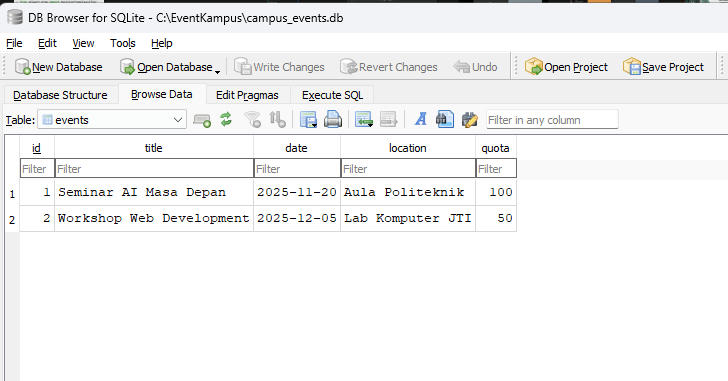 DB Browser for SQLite - C:\EventKampus\campus_events.db
File Edit View Tools Help
New Database Open Database Write Changes Revert Changes Undo Open Project Save Project
Database Structure Browse Data Edit Pragmas Execute SQL
Table: events Filter in any column
id title date location quota
Filter Filter Filter Filter Filter
1 1 Seminar AI Masa Depan 2025-11-20 Aula Politeknik 100
2 2 Workshop Web Development 2025-12-05 Lab Komputer JTI 50